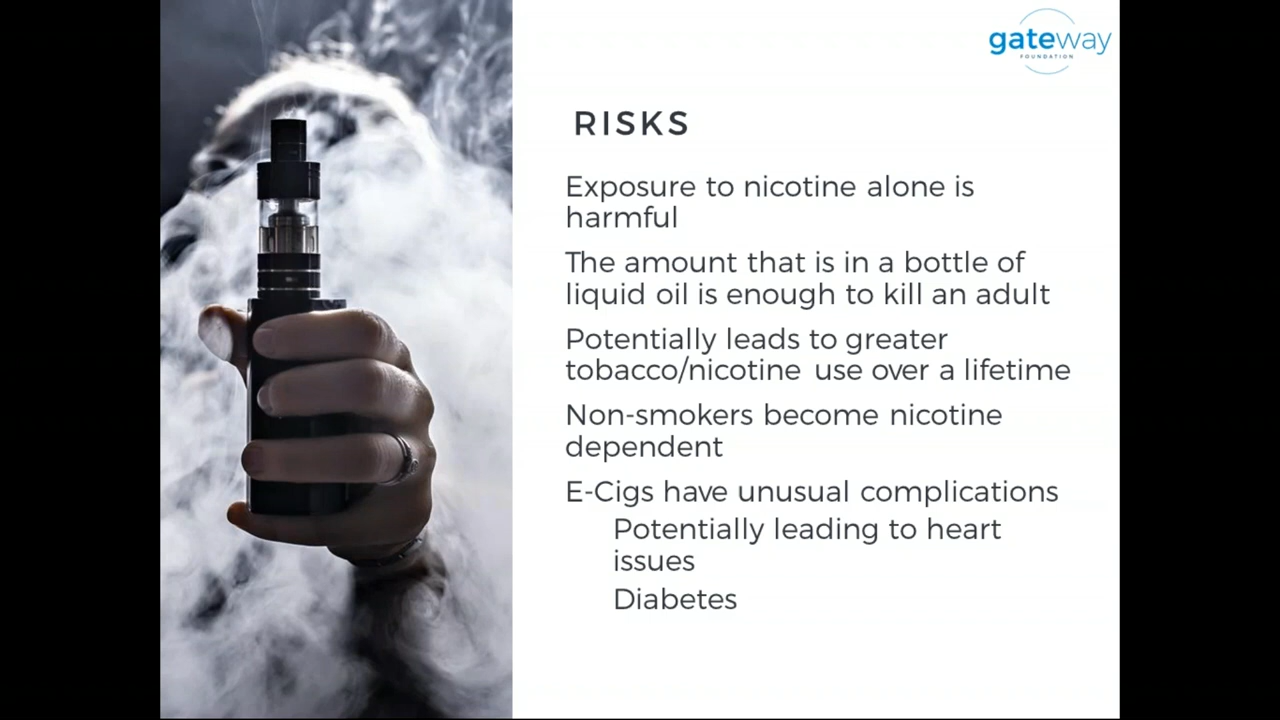 gateway
FOUNDATION
RISKS
Exposure to nicotine alone is
harmful
The amount that is in a bottle of
liquid oil is enough to kill an adult
Potentially leads to greater
tobacco/nicotine use over a lifetime
Non-smokers become nicotine
dependent
E-Cigs have unusual complications
Potentially leading to heart
issues
Diabetes